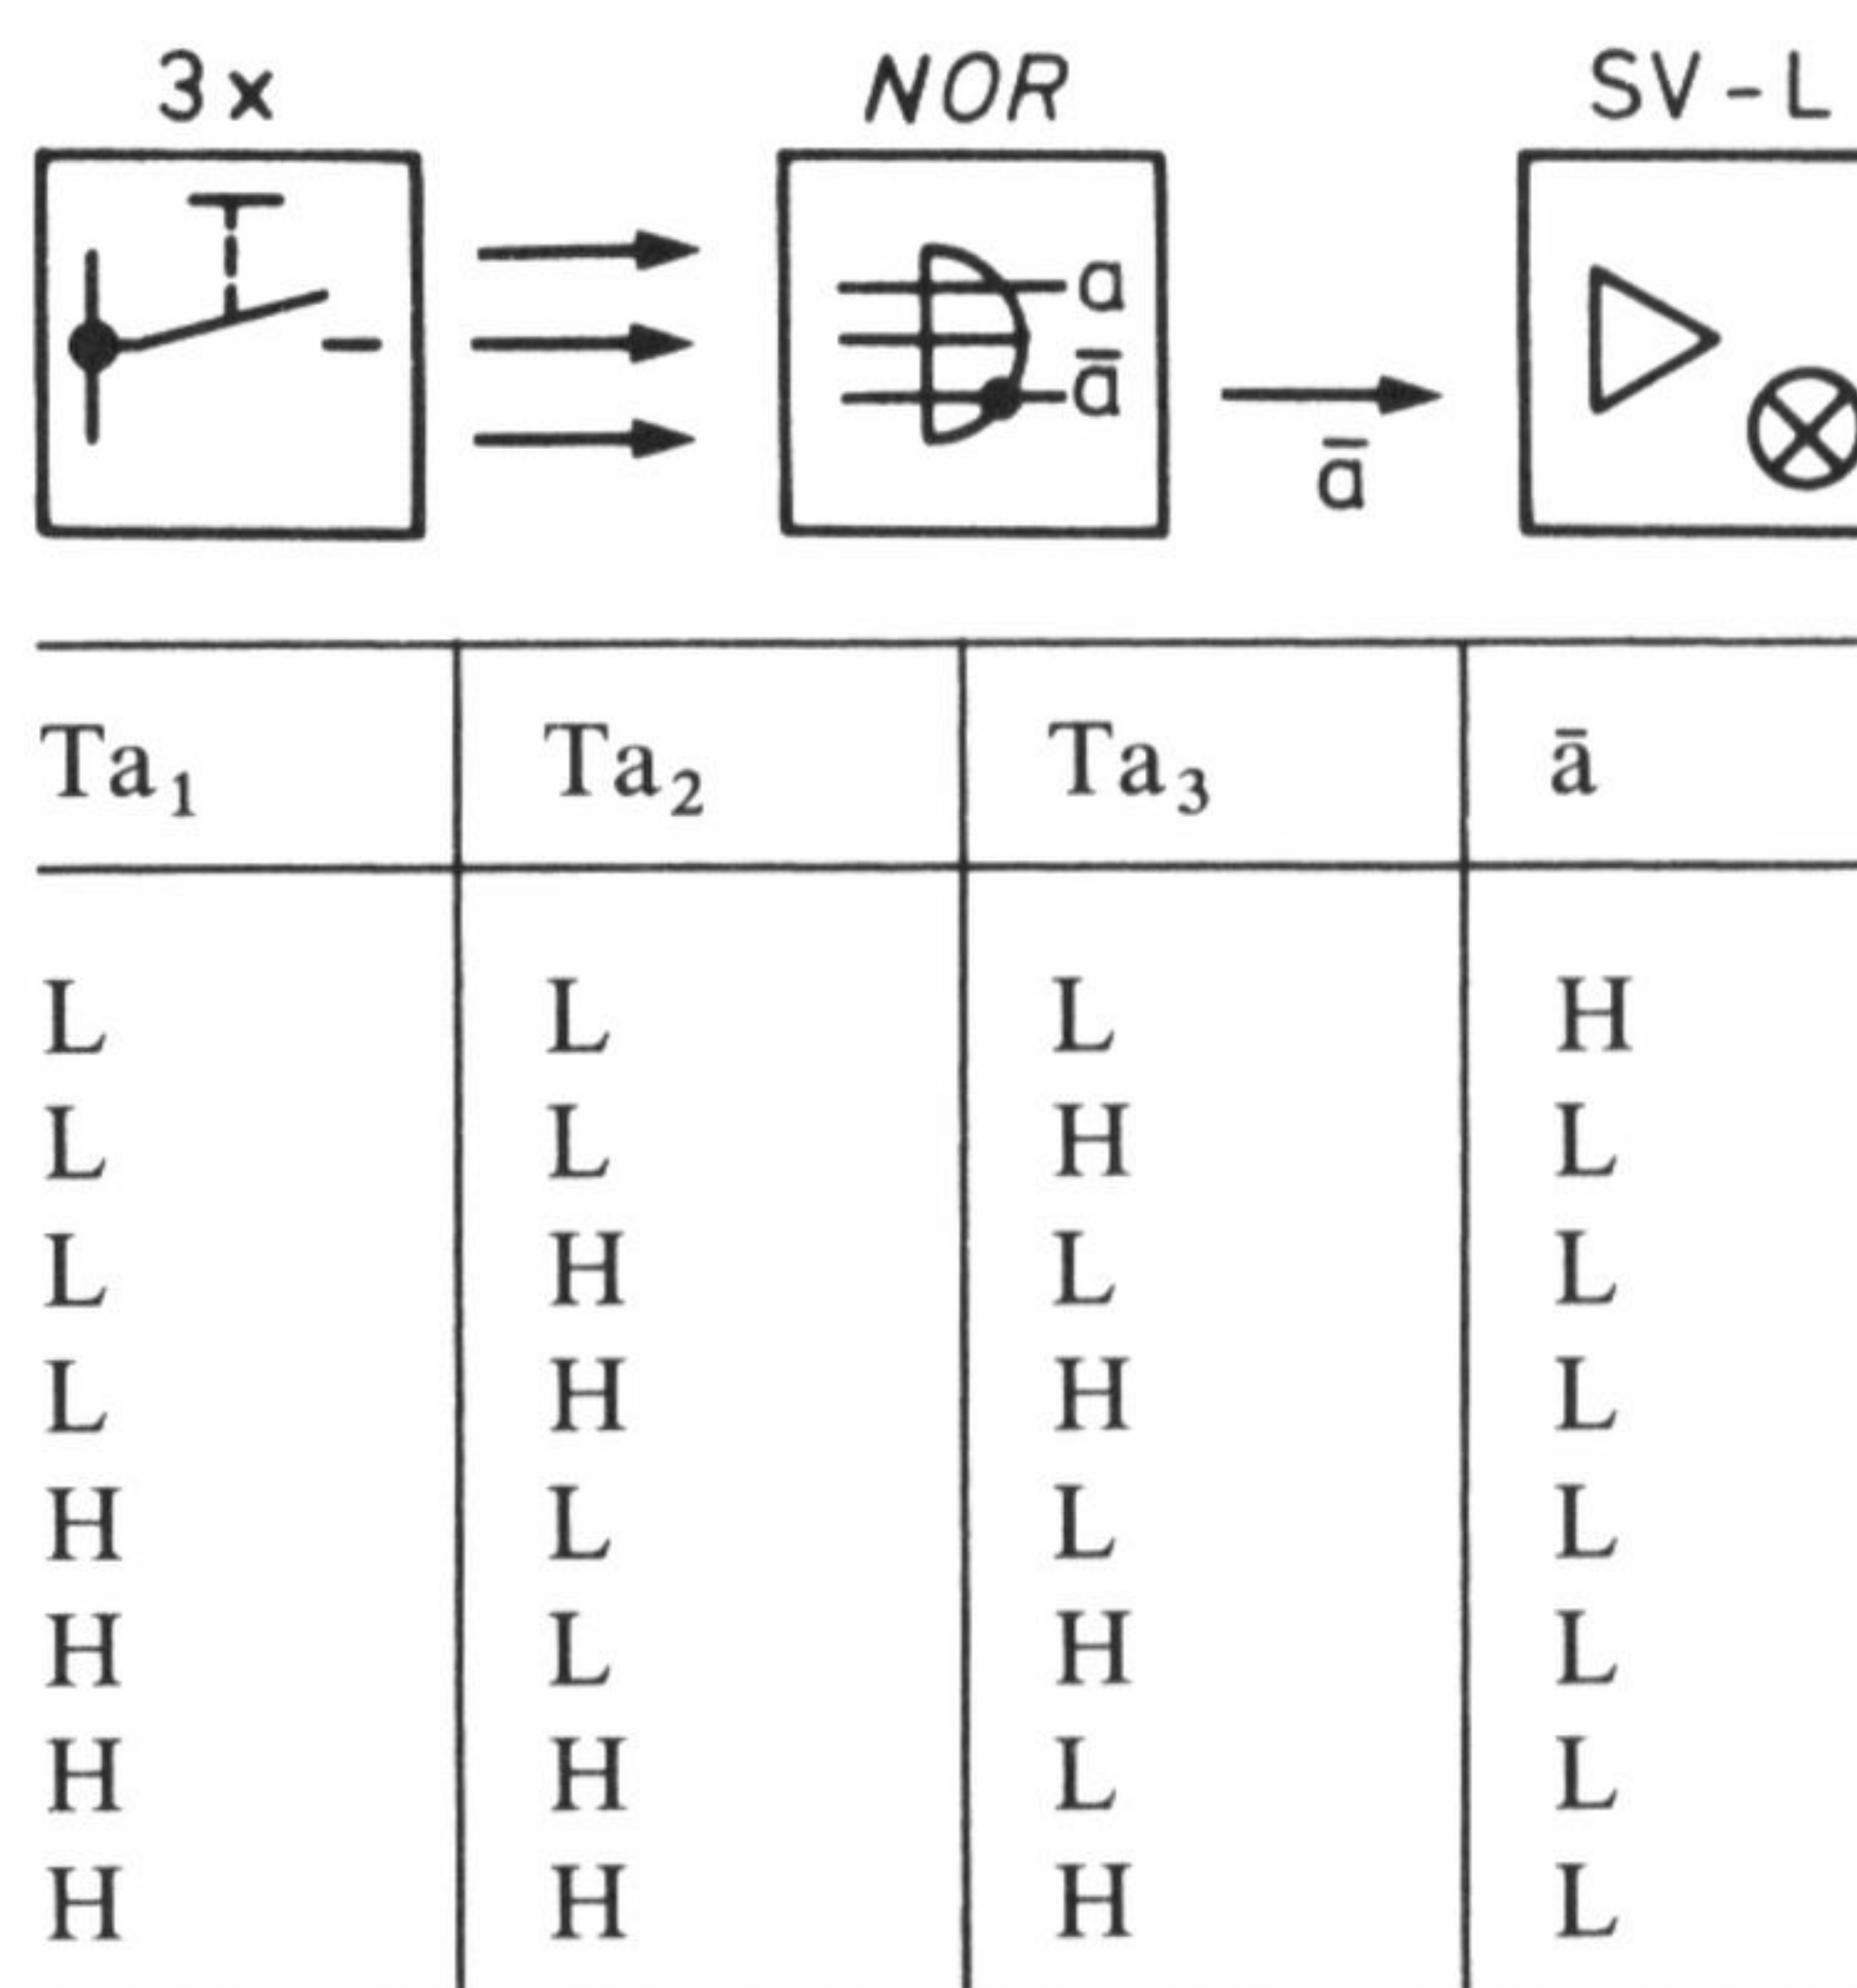 3x NOR SV-L
a
ā
ā
Ta₁ Ta₂ Ta₃ ā
L L L H
L L H L
L H L L
L H H L
H L L L
H L H L
H H L L
H H H L